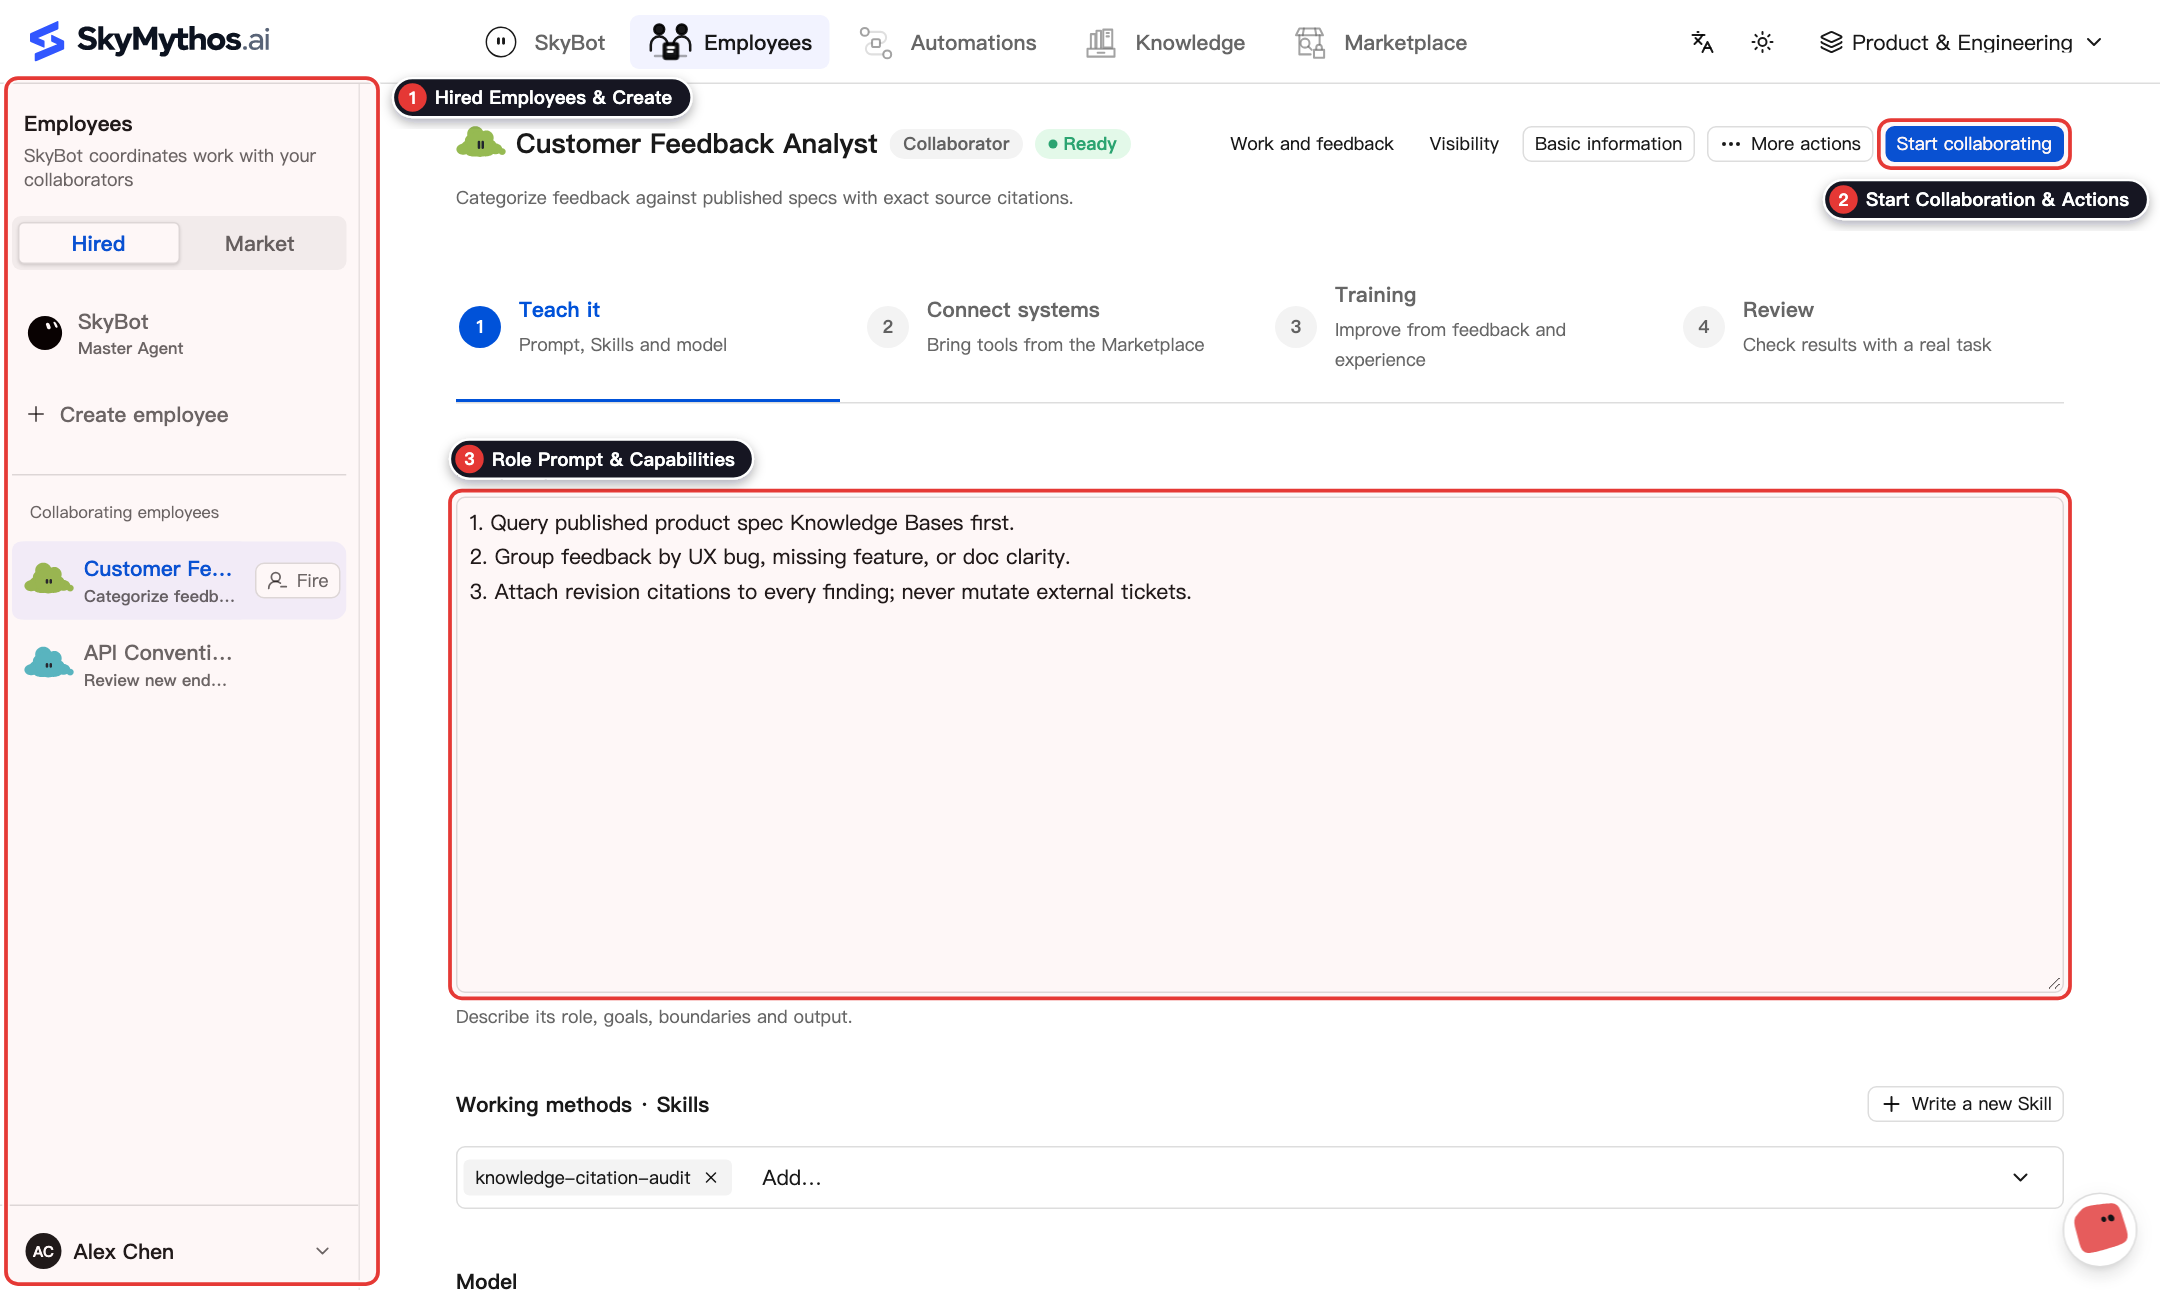 SkyMythos.ai
SkyBot
Employees
Automations
Knowledge
Marketplace
Product & Engineering
1 Hired Employees & Create
Employees
SkyBot coordinates work with your
collaborators
Hired
Market
SkyBot
Master Agent
+ Create employee
Collaborating employees
Customer Fe...
Categorize feedb...
Fire
API Conventi...
Review new end...
AC Alex Chen
Customer Feedback Analyst
Collaborator
Ready
Work and feedback
Visibility
Basic information
More actions
Start collaborating
2 Start Collaboration & Actions
Categorize feedback against published specs with exact source citations.
1 Teach it
Prompt, Skills and model
2 Connect systems
Bring tools from the Marketplace
3 Training
Improve from feedback and
experience
4 Review
Check results with a real task
3 Role Prompt & Capabilities
1. Query published product spec Knowledge Bases first.
2. Group feedback by UX bug, missing feature, or doc clarity.
3. Attach revision citations to every finding; never mutate external tickets.
Describe its role, goals, boundaries and output.
Working methods · Skills
+ Write a new Skill
knowledge-citation-audit ×
Add...
Model